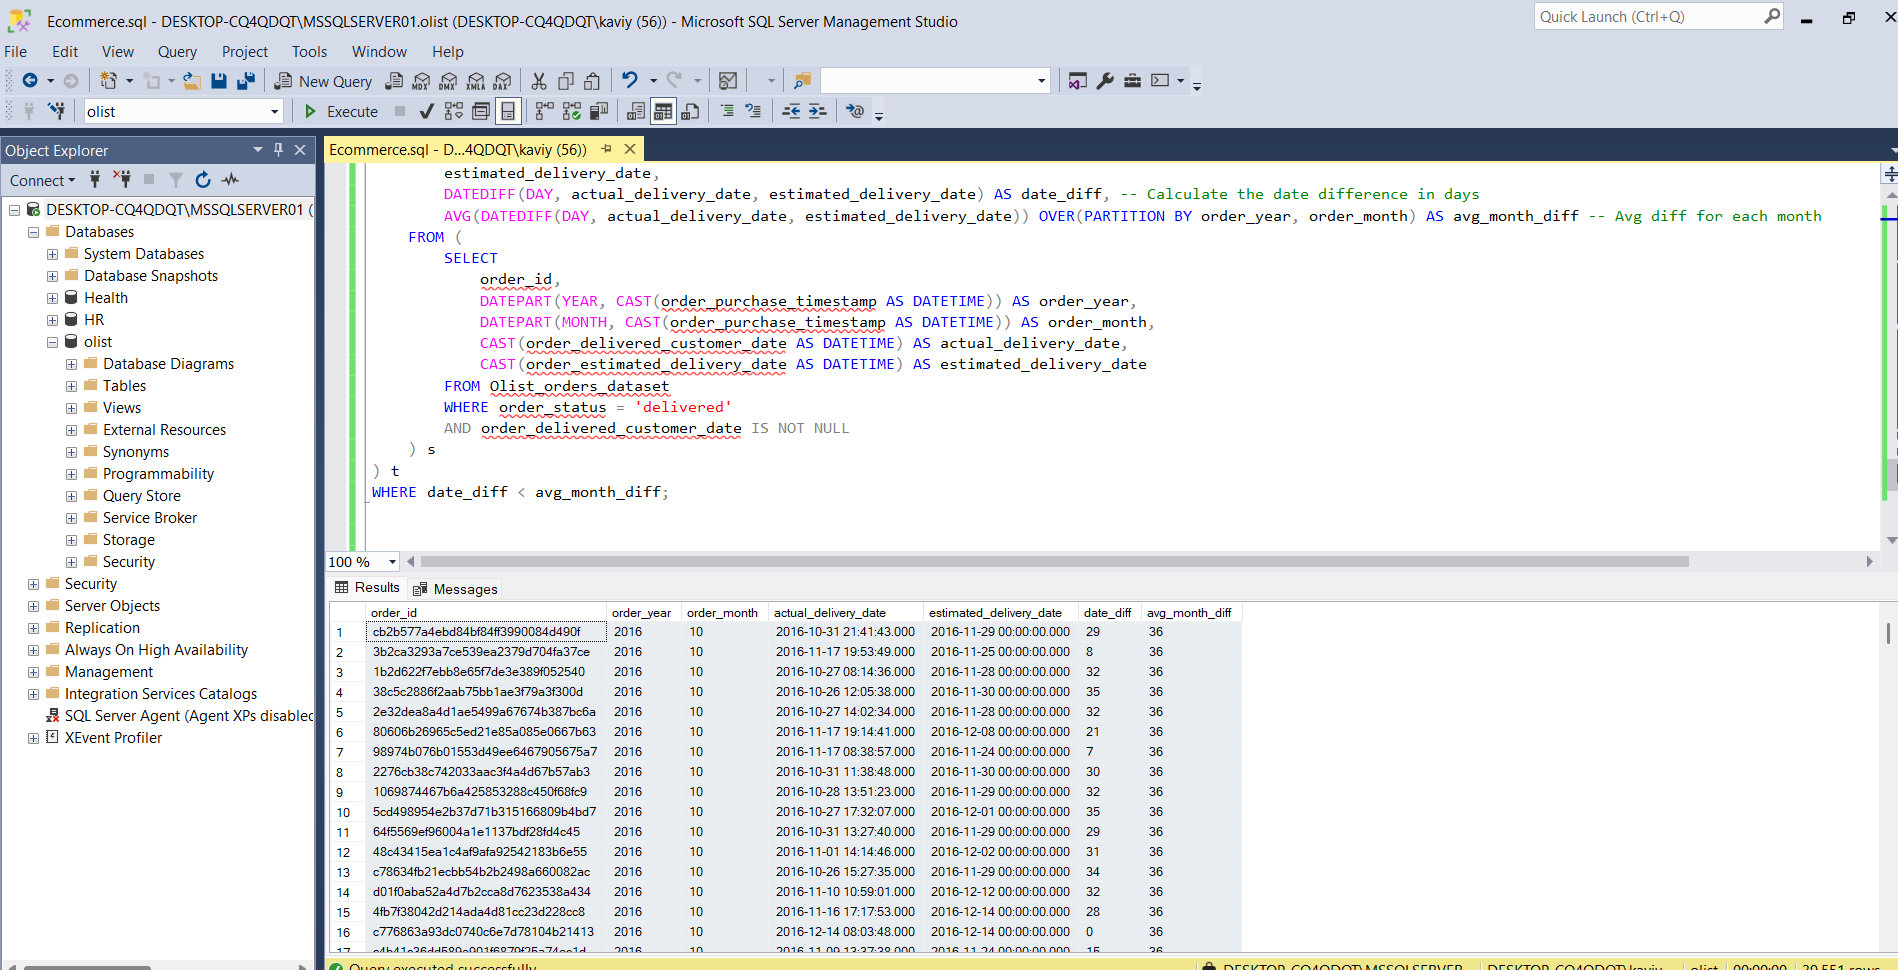 Ecommerce.sql - DESKTOP-CQ4QDQT\MSSQLSERVER01.olist (DESKTOP-CQ4QDQT\kaviy (56)) - Microsoft SQL Server Management Studio
Quick Launch (Ctrl+Q)
File Edit View Query Project Tools Window Help
New Query MDX DMX XMLA DAX
olist Execute
Object Explorer
Connect
DESKTOP-CQ4QDQT\MSSQLSERVER01 (
Databases
System Databases
Database Snapshots
Health
HR
olist
Database Diagrams
Tables
Views
External Resources
Synonyms
Programmability
Query Store
Service Broker
Storage
Security
Security
Server Objects
Replication
Always On High Availability
Management
Integration Services Catalogs
SQL Server Agent (Agent XPs disabled
XEvent Profiler
Ecommerce.sql - D...4QDQT\kaviy (56))
estimated_delivery_date,
DATEDIFF(DAY, actual_delivery_date, estimated_delivery_date) AS date_diff, -- Calculate the date difference in days
AVG(DATEDIFF(DAY, actual_delivery_date, estimated_delivery_date)) OVER(PARTITION BY order_year, order_month) AS avg_month_diff -- Avg diff for each month
FROM (
SELECT
order_id,
DATEPART(YEAR, CAST(order_purchase_timestamp AS DATETIME)) AS order_year,
DATEPART(MONTH, CAST(order_purchase_timestamp AS DATETIME)) AS order_month,
CAST(order_delivered_customer_date AS DATETIME) AS actual_delivery_date,
CAST(order_estimated_delivery_date AS DATETIME) AS estimated_delivery_date
FROM Olist_orders_dataset
WHERE order_status = 'delivered'
AND order_delivered_customer_date IS NOT NULL
) s
) t
WHERE date_diff < avg_month_diff;
100 %
Results Messages
order_id order_year order_month actual_delivery_date estimated_delivery_date date_diff avg_month_diff
1 cb2b577a4ebd84bf84ff3990084d490f 2016 10 2016-10-31 21:41:43.000 2016-11-29 00:00:00.000 29 36
2 3b2ca3293a7ce539ea2379d704fa37ce 2016 10 2016-11-17 19:53:49.000 2016-11-25 00:00:00.000 8 36
3 1b2d622f7ebb8e65f7de3e389f052540 2016 10 2016-10-27 08:14:36.000 2016-11-28 00:00:00.000 32 36
4 38c5c2886f2aab75bb1ae3f79a3f300d 2016 10 2016-10-26 12:05:38.000 2016-11-30 00:00:00.000 35 36
5 2e32dea8a4d1ae5499a67674b387bc6a 2016 10 2016-10-27 14:02:34.000 2016-11-28 00:00:00.000 32 36
6 80606b26965c5ed21e85a085e0667b63 2016 10 2016-11-17 19:14:41.000 2016-12-08 00:00:00.000 21 36
7 98974b076b01553d49ee6467905675a7 2016 10 2016-11-17 08:38:57.000 2016-11-24 00:00:00.000 7 36
8 2276cb38c742033aac3f4a4d67b57ab3 2016 10 2016-10-31 11:38:48.000 2016-11-30 00:00:00.000 30 36
9 1069874467b6a425853288c450f68fc9 2016 10 2016-10-28 13:51:23.000 2016-11-29 00:00:00.000 32 36
10 5cd498954e2b37d71b315166809b4bd7 2016 10 2016-10-27 17:32:07.000 2016-12-01 00:00:00.000 35 36
11 64f5569ef96004a1e1137bdf28fd4c45 2016 10 2016-10-31 13:27:40.000 2016-11-29 00:00:00.000 29 36
12 48c43415ea1c4af9afa92542183b6e55 2016 10 2016-11-01 14:14:46.000 2016-12-02 00:00:00.000 31 36
13 c78634fb21ecbb54b2b2498a660082ac 2016 10 2016-10-26 15:27:35.000 2016-11-29 00:00:00.000 34 36
14 d01f0aba52a4d7b2cca8d7623538a434 2016 10 2016-11-10 10:59:01.000 2016-12-12 00:00:00.000 32 36
15 4fb7f38042d214ada4d81cc23d228cc8 2016 10 2016-11-16 17:17:53.000 2016-12-14 00:00:00.000 28 36
16 c776863a93dc0740c6e7d78104b21413 2016 10 2016-12-14 08:03:48.000 2016-12-14 00:00:00.000 0 36
17 2016 10 2016-11-09 13:37:38.000 2016-11-24 00:00:00.000 15 36
Query executed successfully DESKTOP-CQ4QDQT\MSSQLSERVER DESKTOP-CQ4QDQT\kaviy olist 00:00:00